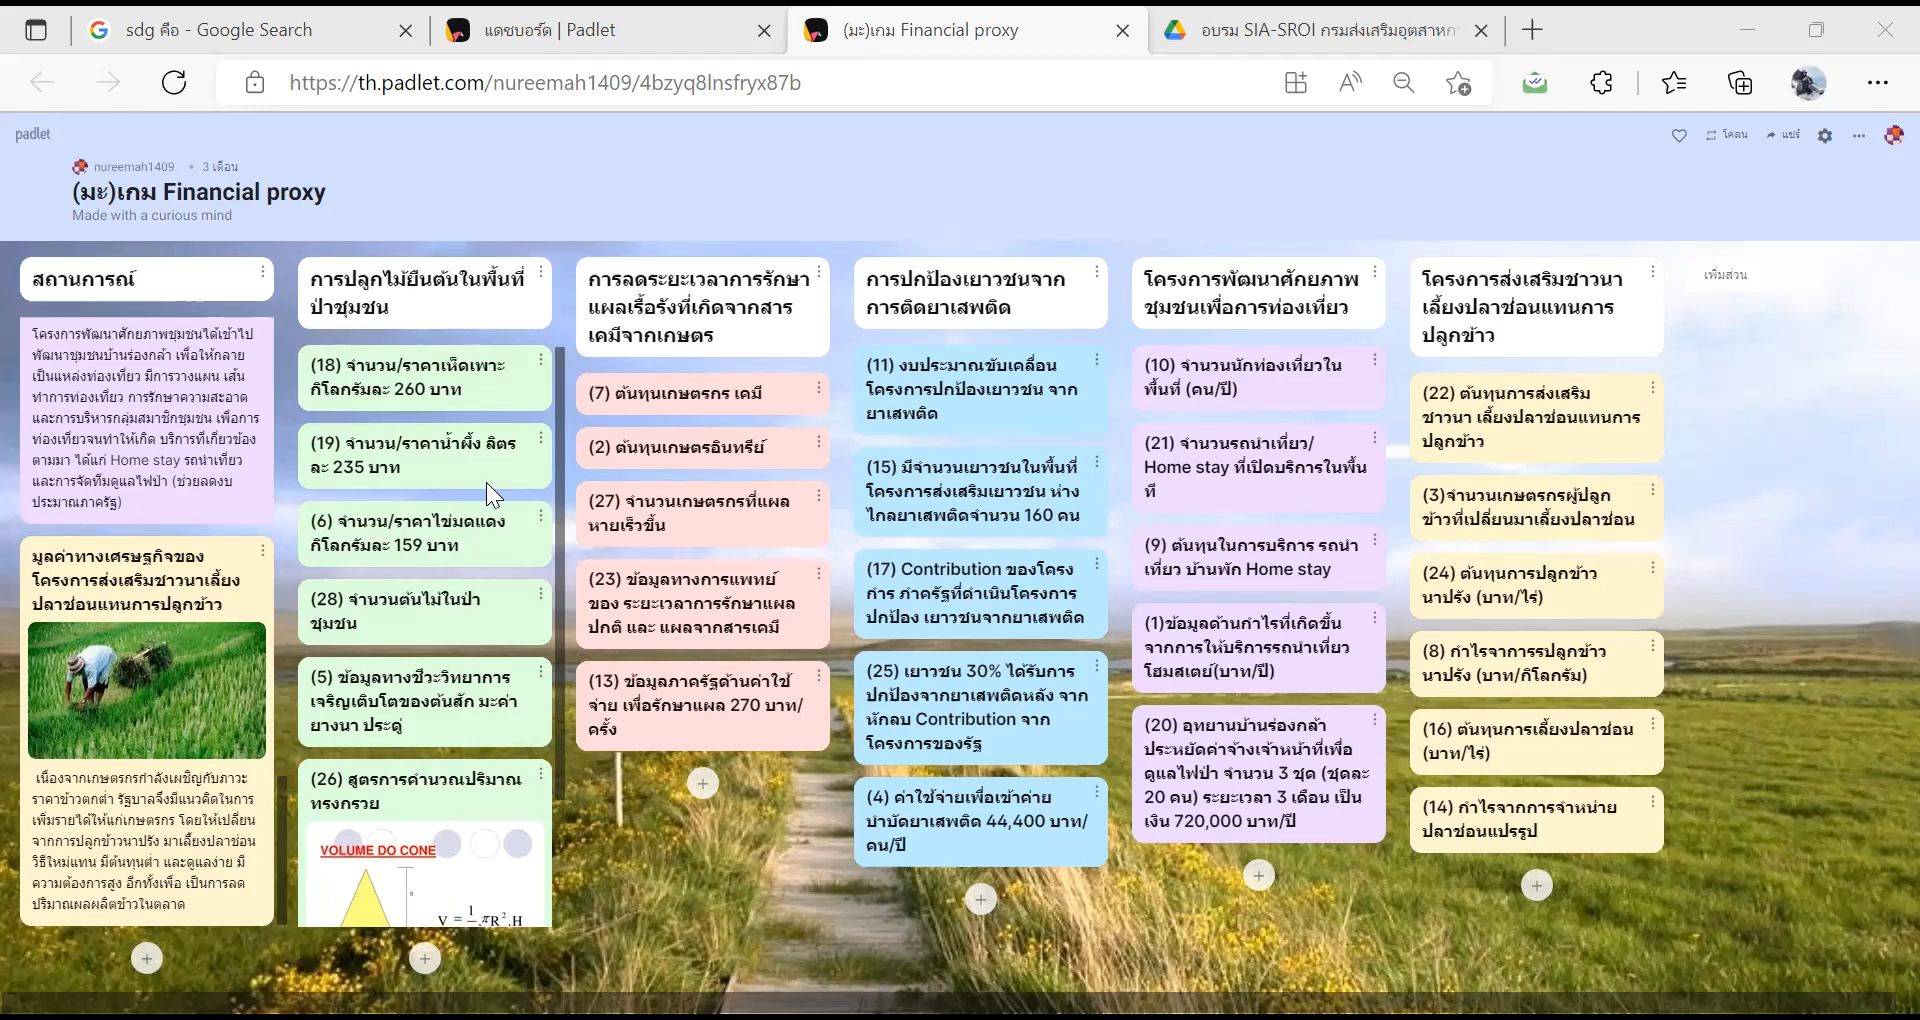 sdg คือ - Google Search
แดชบอร์ด | Padlet
(มะ)เกม Financial proxy
อบรม SIA-SROI กรมส่งเสริมอุตสาหก
https://th.padlet.com/nureemah1409/4bzyq8lnsfryx87b
padlet
โคลน
แชร์
nureemah1409 • 3 เดือน
(มะ)เกม Financial proxy
Made with a curious mind
สถานการณ์
โครงการพัฒนาศักยภาพชุมชนได้เข้าไป
พัฒนาชุมชนบ้านร่องกล้า เพื่อให้กลาย
เป็นแหล่งท่องเที่ยว มีการวางแผน เส้น
ทำการท่องเที่ยว การรักษาความสะอาด
และการบริหารกลุ่มสมาชิกชุมชน เพื่อการ
ท่องเที่ยวจนทำให้เกิด บริการที่เกี่ยวข้อง
ตามมา ได้แก่ Home stay รถนำเที่ยว
และการจัดทีมดูแลไฟป่า (ช่วยลดงบ
ประมาณภาครัฐ)
มูลค่าทางเศรษฐกิจของ
โครงการส่งเสริมชาวนาเลี้ยง
ปลาช่อนแทนการปลูกข้าว
เนื่องจากเกษตรกรกำลังเผชิญกับภาวะ
ราคาข้าวตกต่ำ รัฐบาลจึงมีแนวคิดในการ
เพิ่มรายได้ให้แก่เกษตรกร โดยให้เปลี่ยน
จากการปลูกข้าวนาปรัง มาเลี้ยงปลาช่อน
วิธีใหม่แทน มีต้นทุนต่ำ และดูแลง่าย มี
ความต้องการสูง อีกทั้งเพื่อ เป็นการลด
ปริมาณผลผลิตข้าวในตลาด
การปลูกไม้ยืนต้นในพื้นที่
ป่าชุมชน
(18) จำนวน/ราคาเห็ดเพาะ
กิโลกรัมละ 260 บาท
(19) จำนวน/ราคาน้ำผึ้ง ลิตร
ละ 235 บาท
(6) จำนวน/ราคาไข่มดแดง
กิโลกรัมละ 159 บาท
(28) จำนวนต้นไม้ในป่า
ชุมชน
(5) ข้อมูลทางชีวะวิทยาการ
เจริญเติบโตของต้นสัก มะค่า
ยางนา ประดู่
(26) สูตรการคำนวณปริมาณ
ทรงกรวย
VOLUME DO CONE
V = 1/3 πR².H
การลดระยะเวลาการรักษา
แผลเรื้อรังที่เกิดจากสาร
เคมีจากเกษตร
(7) ต้นทุนเกษตรกร เคมี
(2) ต้นทุนเกษตรอินทรีย์
(27) จำนวนเกษตรกรที่แผล
หายเร็วขึ้น
(23) ข้อมูลทางการแพทย์
ของ ระยะเวลาการรักษาแผล
ปกติ และ แผลจากสารเคมี
(13) ข้อมูลภาครัฐด้านค่าใช้
จ่าย เพื่อรักษาแผล 270 บาท/
ครั้ง
การปกป้องเยาวชนจาก
การติดยาเสพติด
(11) งบประมาณขับเคลื่อน
โครงการปกป้องเยาวชน จาก
ยาเสพติด
(15) มีจำนวนเยาวชนในพื้นที่
โครงการส่งเสริมเยาวชน ห่าง
ไกลยาเสพติดจำนวน 160 คน
(17) Contribution ของโครง
การ ภาครัฐที่ดำเนินโครงการ
ปกป้อง เยาวชนจากยาเสพติด
(25) เยาวชน 30% ได้รับการ
ปกป้องจากยาเสพติดหลัง จาก
หักลบ Contribution จาก
โครงการของรัฐ
(4) ค่าใช้จ่ายเพื่อเข้าค่าย
บำบัดยาเสพติด 44,400 บาท/
คน/ปี
โครงการพัฒนาศักยภาพ
ชุมชนเพื่อการท่องเที่ยว
(10) จำนวนนักท่องเที่ยวใน
พื้นที่ (คน/ปี)
(21) จำนวนรถนำเที่ยว/
Home stay ที่เปิดบริการในพื้น
ที่
(9) ต้นทุนในการบริการ รถนำ
เที่ยว บ้านพัก Home stay
(1)ข้อมูลด้านกำไรที่เกิดขึ้น
จากการให้บริการรถนำเที่ยว
โฮมสเตย์(บาท/ปี)
(20) อุทยานบ้านร่องกล้า
ประหยัดค่าจ้างเจ้าหน้าที่เพื่อ
ดูแลไฟป่า จำนวน 3 ชุด (ชุดละ
20 คน) ระยะเวลา 3 เดือน เป็น
เงิน 720,000 บาท/ปี
โครงการส่งเสริมชาวนา
เลี้ยงปลาช่อนแทนการ
ปลูกข้าว
(22) ต้นทุนการส่งเสริม
ชาวนา เลี้ยงปลาช่อนแทนการ
ปลูกข้าว
(3)จำนวนเกษตรกรผู้ปลูก
ข้าวที่เปลี่ยนมาเลี้ยงปลาช่อน
(24) ต้นทุนการปลูกข้าว
นาปรัง (บาท/ไร่)
(8) กำไรจาการรปลูกข้าว
นาปรัง (บาท/กิโลกรัม)
(16) ต้นทุนการเลี้ยงปลาช่อน
(บาท/ไร่)
(14) กำไรจากการจำหน่าย
ปลาช่อนแปรรูป
เพิ่มส่วน